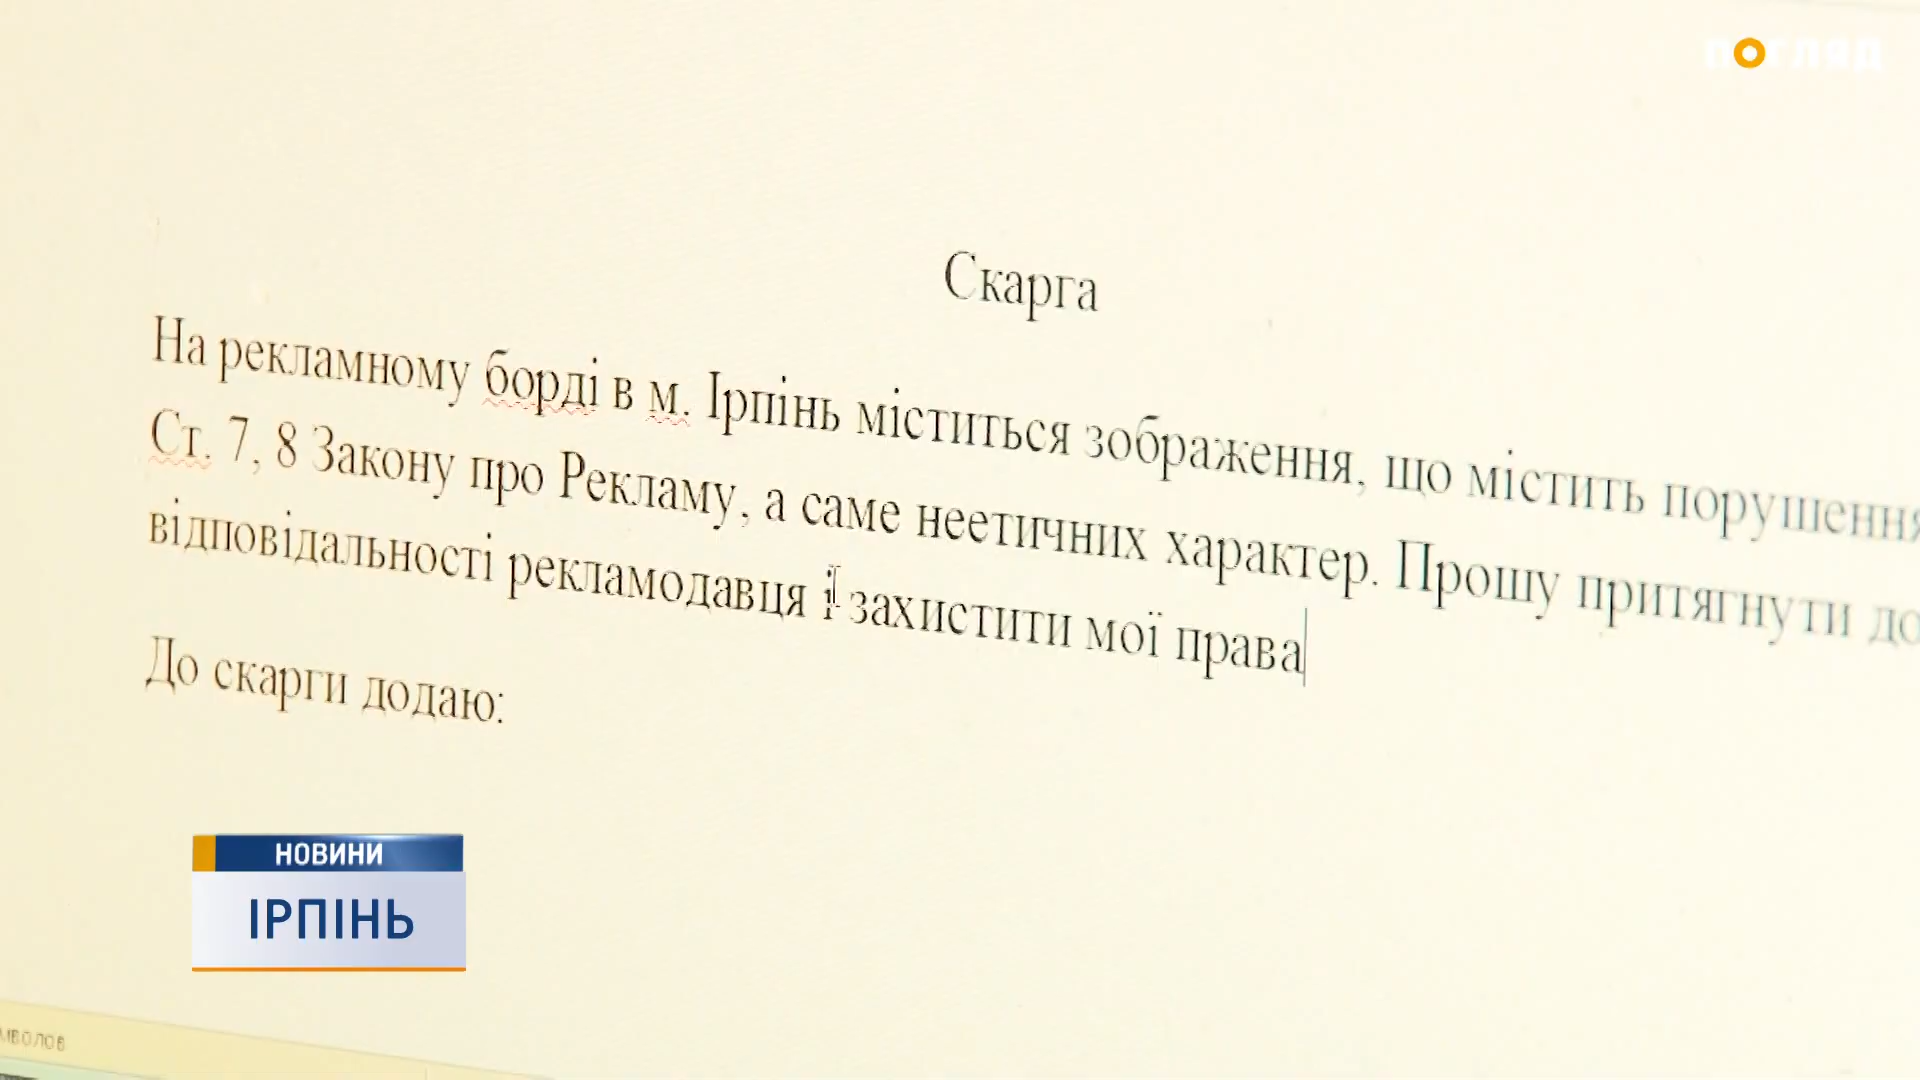 погляд
Скарга
На рекламному борді в м. Ірпінь міститься зображення, що містить порушення
Ст. 7, 8 Закону про Рекламу, а саме неетичних характер. Прошу притягнути до
відповідальності рекламодавця і захистити мої права
До скарги додаю:
НОВИНИ
ІРПІНЬ
мволов